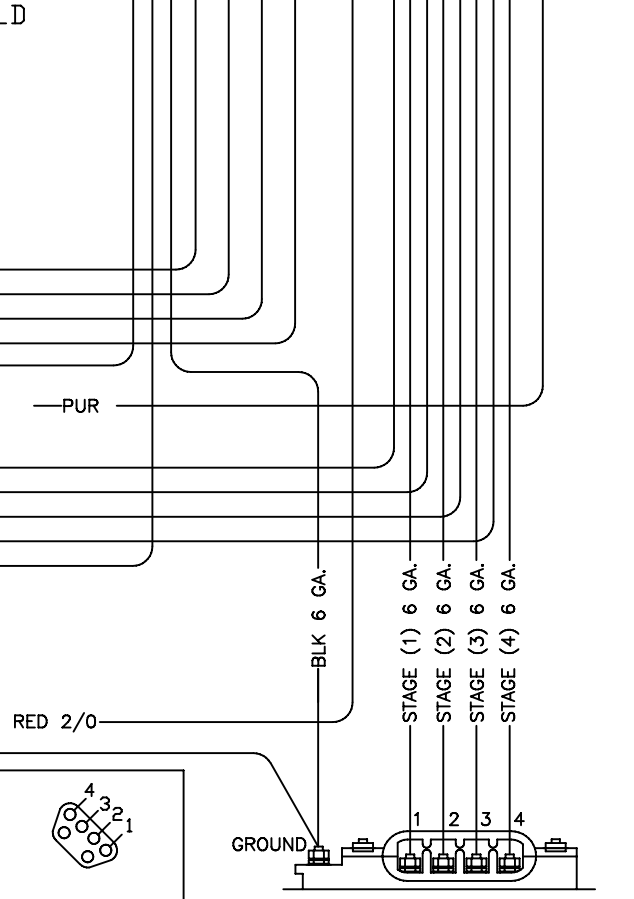 LD
PUR
BLK 6 GA.
STAGE (1) 6 GA.
STAGE (2) 6 GA.
STAGE (3) 6 GA.
STAGE (4) 6 GA.
RED 2/0
4
3
2
1
1 2 3 4
GROUND